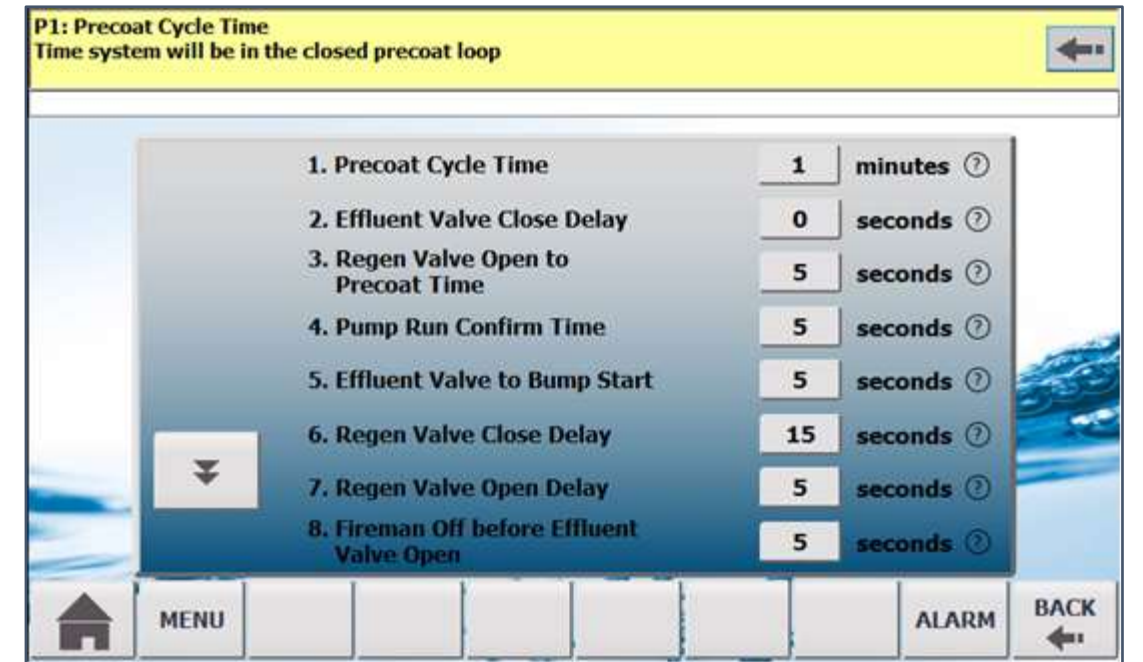 P1: Precoat Cycle Time
Time system will be in the closed precoat loop
1. Precoat Cycle Time 1 minutes ?
2. Effluent Valve Close Delay 0 seconds ?
3. Regen Valve Open to
Precoat Time 5 seconds ?
4. Pump Run Confirm Time 5 seconds ?
5. Effluent Valve to Bump Start 5 seconds ?
6. Regen Valve Close Delay 15 seconds ?
7. Regen Valve Open Delay 5 seconds ?
8. Fireman Off before Effluent
Valve Open 5 seconds ?
MENU ALARM BACK